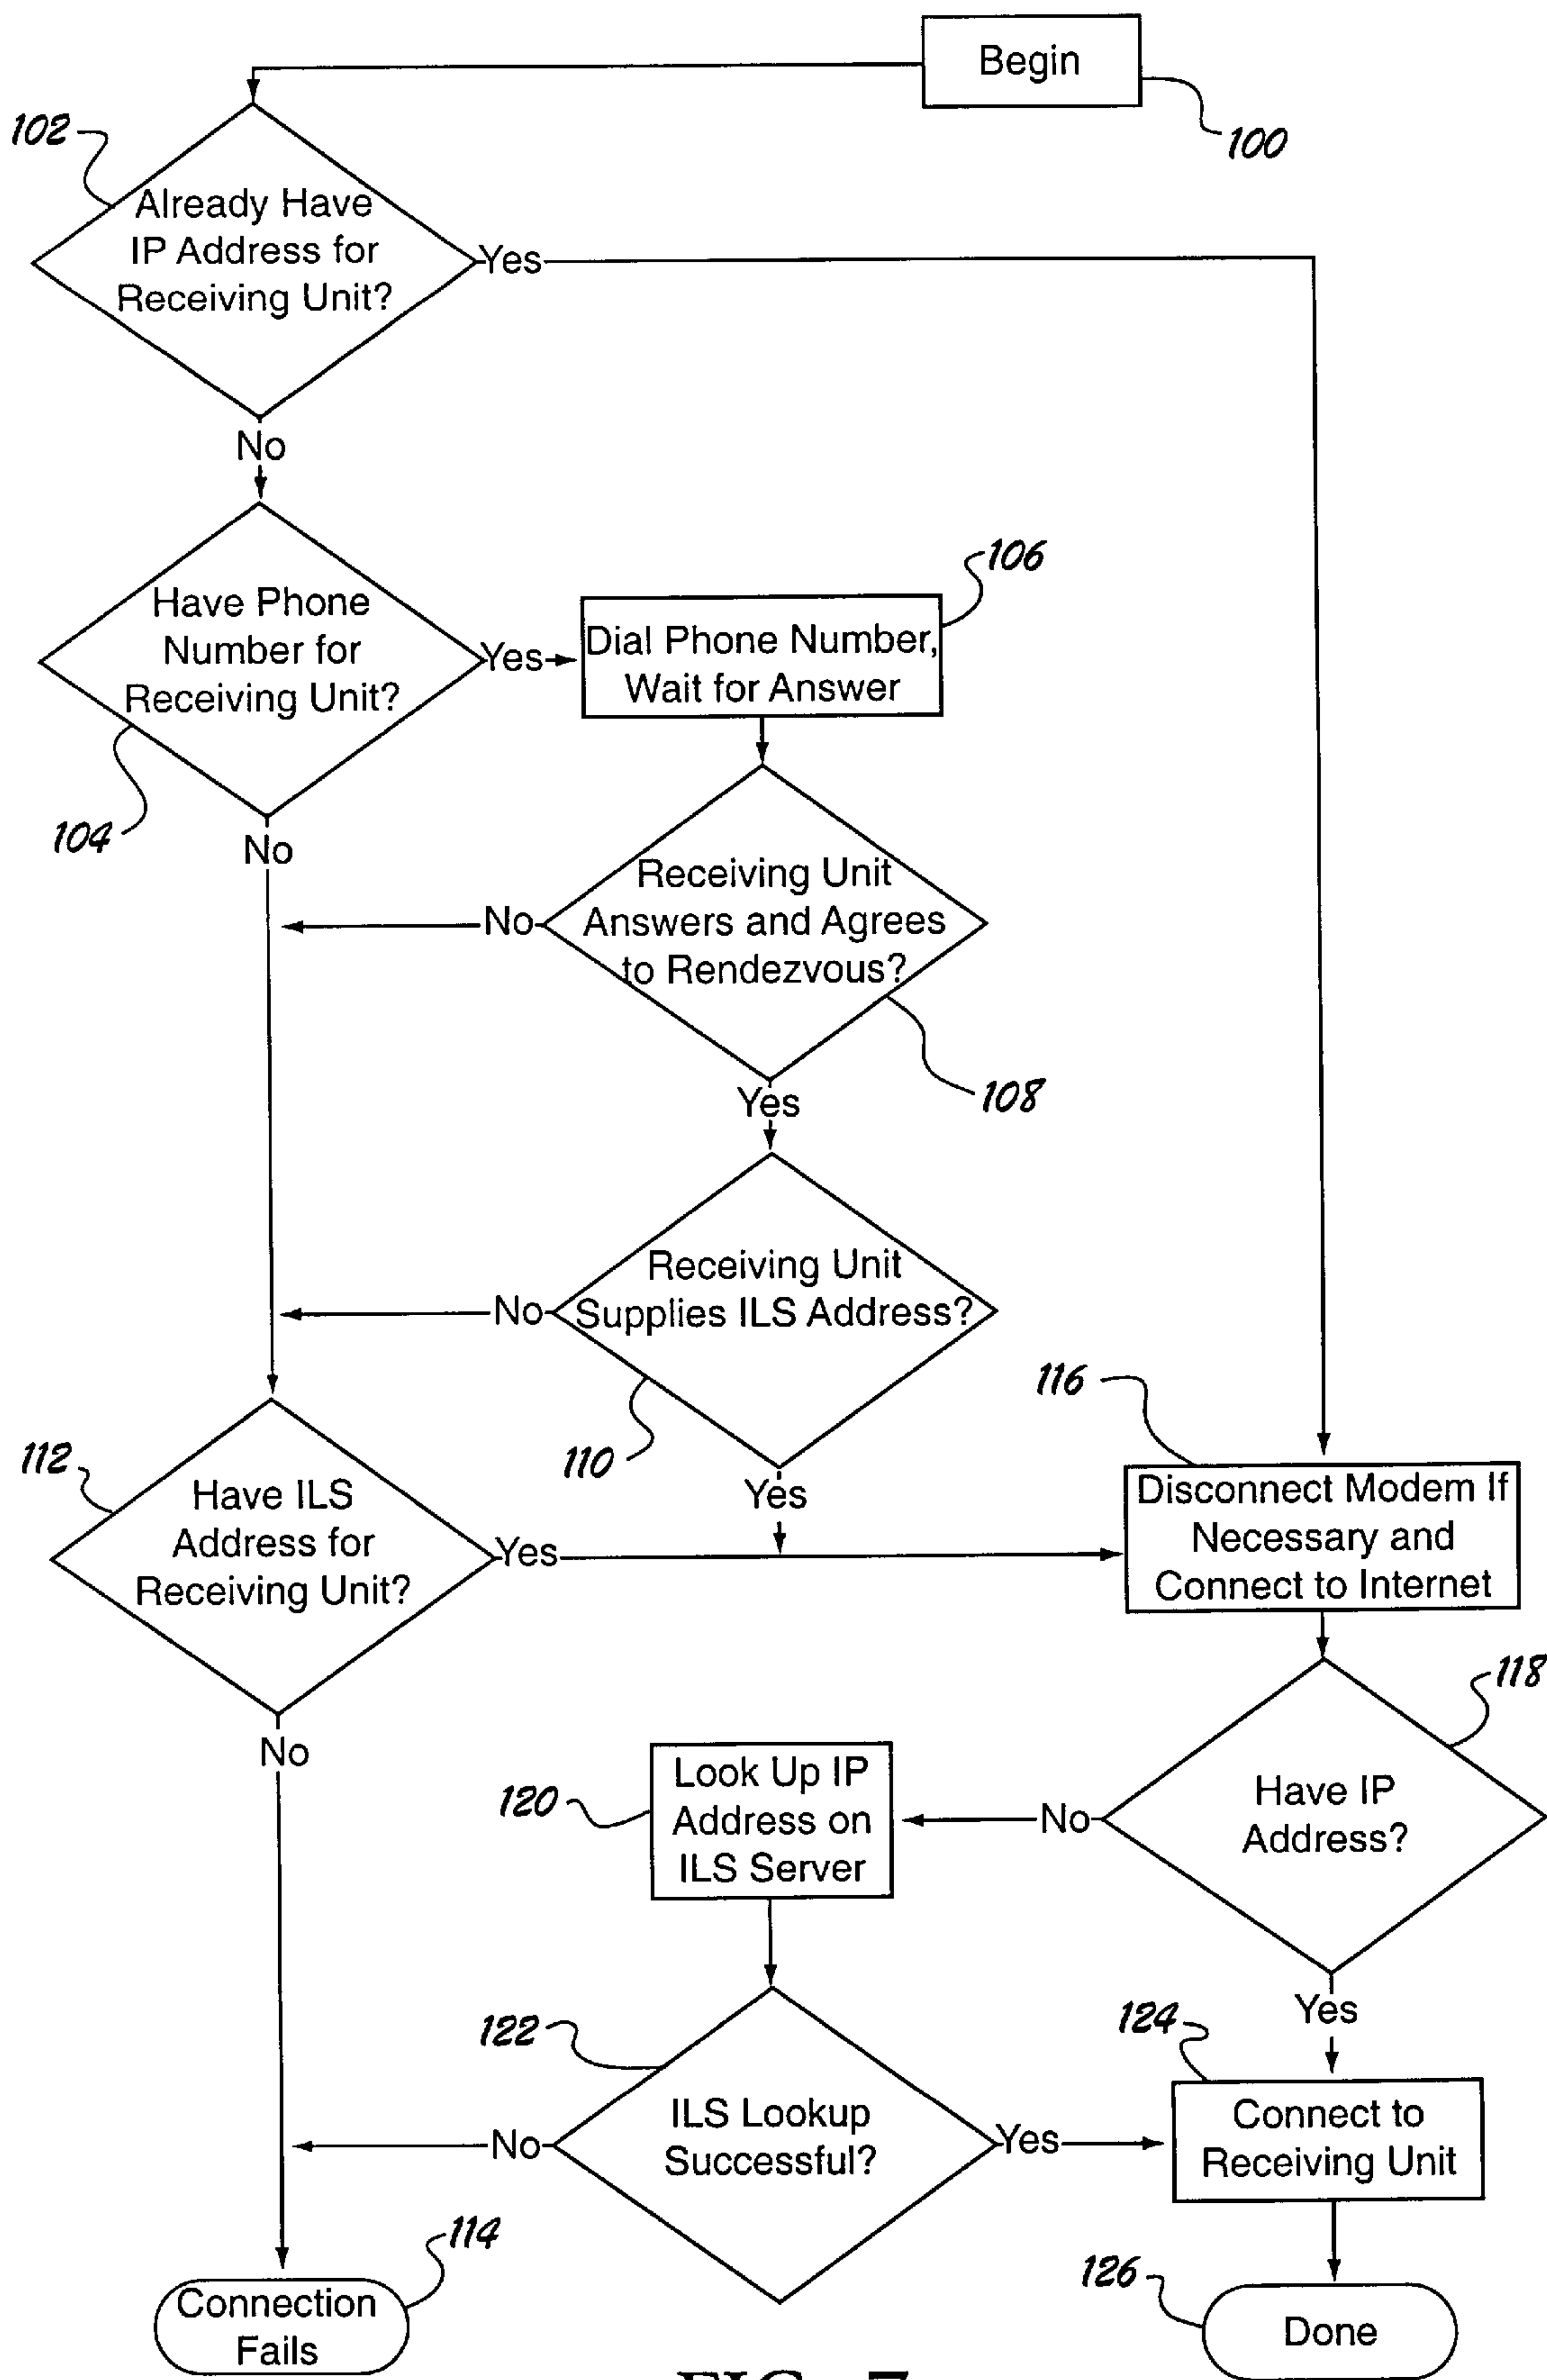 Begin
100
102
Already Have
IP Address for
Receiving Unit?
Yes
No
106
Have Phone
Number for
Receiving Unit?
Yes
Dial Phone Number,
Wait for Answer
104
No
Receiving Unit
Answers and Agrees
to Rendezvous?
No
108
Yes
Receiving Unit
Supplies ILS Address?
No
110
Yes
116
112
Have ILS
Address for
Receiving Unit?
Yes
Disconnect Modem If
Necessary and
Connect to Internet
No
118
Have IP
Address?
No
Yes
120
Look Up IP
Address on
ILS Server
122
ILS Lookup
Successful?
No
Yes
124
Connect to
Receiving Unit
114
Connection
Fails
126
Done
FIG. 7